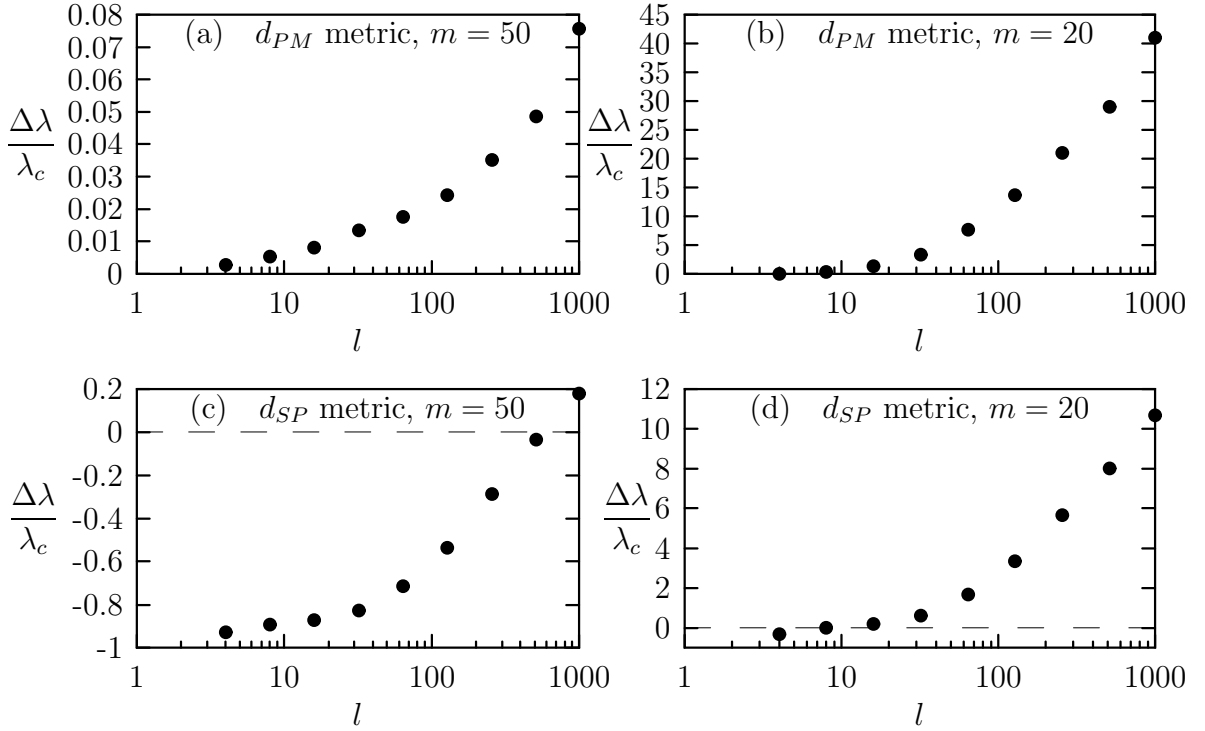 (a) d_PM metric, m = 50
0.08
0.07
0.06
0.05
0.04
0.03
0.02
0.01
0
Δλ
λc
1 10 100 1000
l
(b) d_PM metric, m = 20
45
40
35
30
25
20
15
10
5
0
Δλ
λc
1 10 100 1000
l
(c) d_SP metric, m = 50
0.2
0
-0.2
-0.4
-0.6
-0.8
-1
Δλ
λc
1 10 100 1000
l
(d) d_SP metric, m = 20
12
10
8
6
4
2
0
Δλ
λc
1 10 100 1000
l